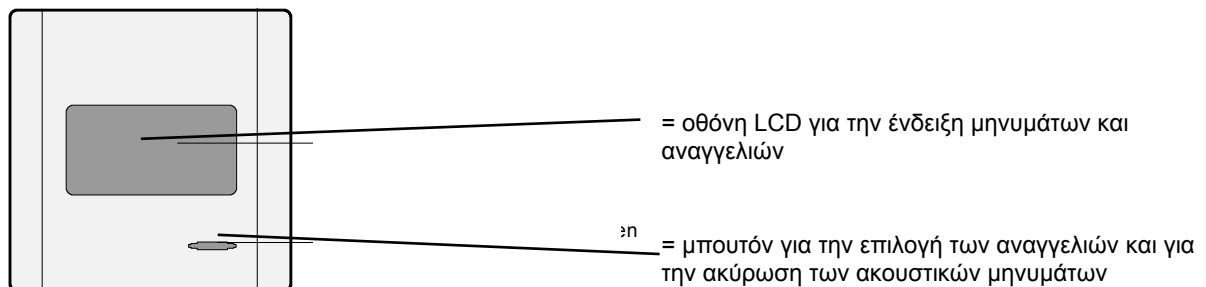 = οθόνη LCD για την ένδειξη μηνυμάτων και
αναγγελιών
en
= μπουτόν για την επιλογή των αναγγελιών και για
την ακύρωση των ακουστικών μηνυμάτων